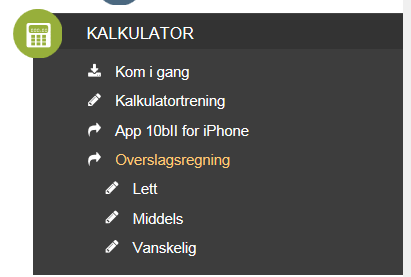 KALKULATOR
Kom i gang
Kalkulatortrening
App 10bII for iPhone
Overslagsregning
Lett
Middels
Vanskelig